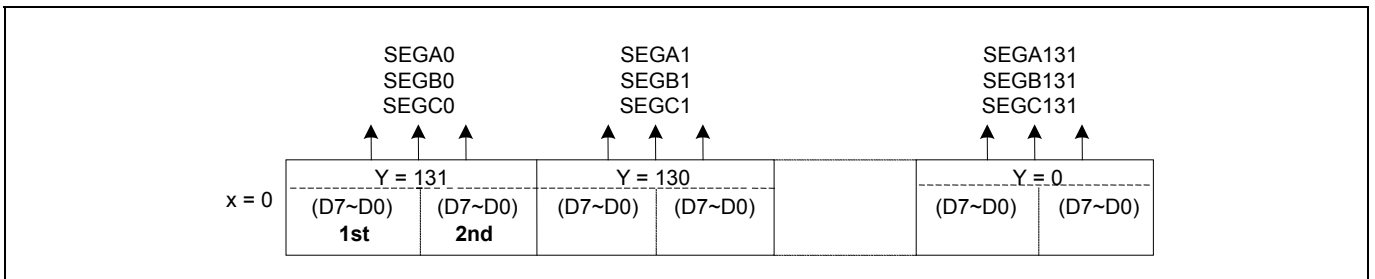 SEGA0 SEGA1 SEGA131
SEGB0 SEGB1 SEGB131
SEGC0 SEGC1 SEGC131
Y = 131 Y = 130 Y = 0
x = 0 (D7~D0) (D7~D0) (D7~D0) (D7~D0) (D7~D0) (D7~D0)
1st 2nd